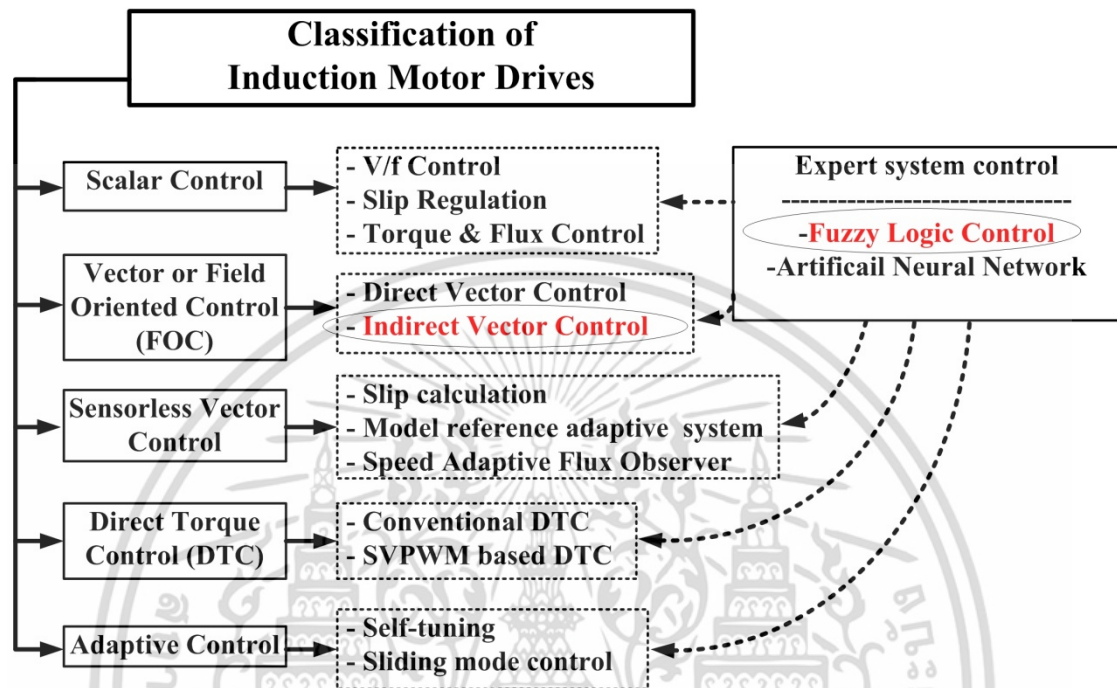 Classification of
Induction Motor Drives
Scalar Control
- V/f Control
- Slip Regulation
- Torque & Flux Control
Expert system control
-Fuzzy Logic Control
-Artificail Neural Network
Vector or Field
Oriented Control
(FOC)
- Direct Vector Control
- Indirect Vector Control
Sensorless Vector
Control
- Slip calculation
- Model reference adaptive system
- Speed Adaptive Flux Observer
Direct Torque
Control (DTC)
- Conventional DTC
- SVPWM based DTC
Adaptive Control
- Self-tuning
- Sliding mode control